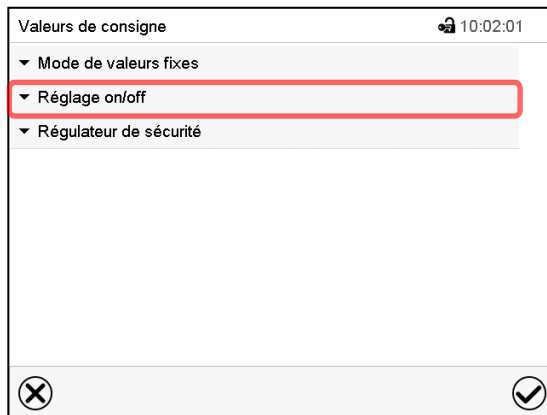 Valeurs de consigne 10:02:01
Mode de valeurs fixes
Réglage on/off
Régulateur de sécurité